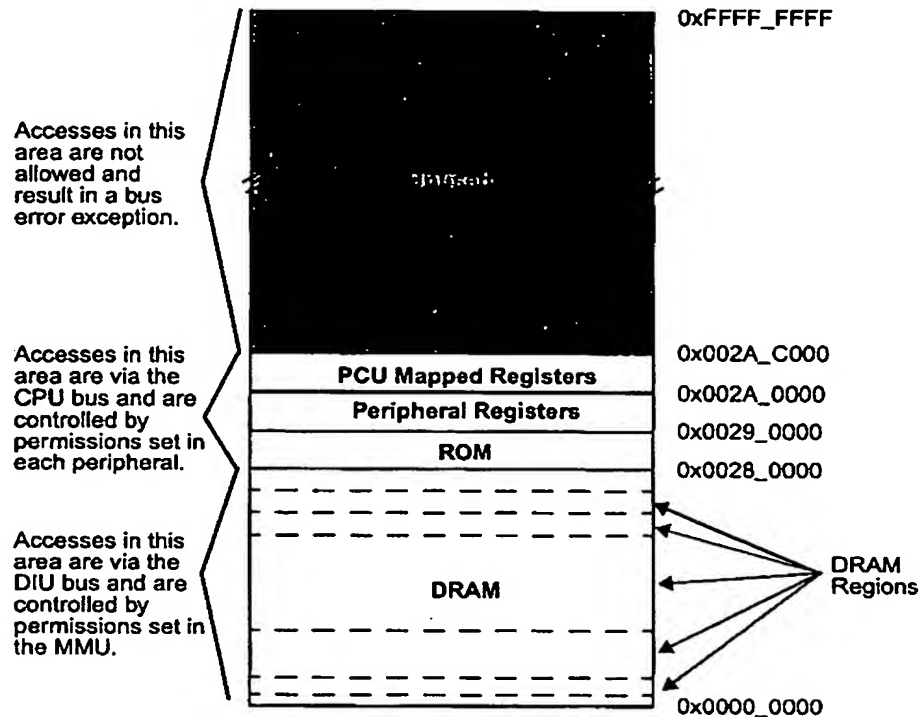 0xFFFF_FFFF
Accesses in this
area are not
allowed and
result in a bus
error exception.
0x002A_C000
Accesses in this
area are via the
CPU bus and are
controlled by
permissions set in
each peripheral.
PCU Mapped Registers
0x002A_0000
Peripheral Registers
0x0029_0000
ROM
0x0028_0000
Accesses in this
area are via the
DIU bus and are
controlled by
permissions set in
the MMU.
DRAM
DRAM
Regions
0x0000_0000